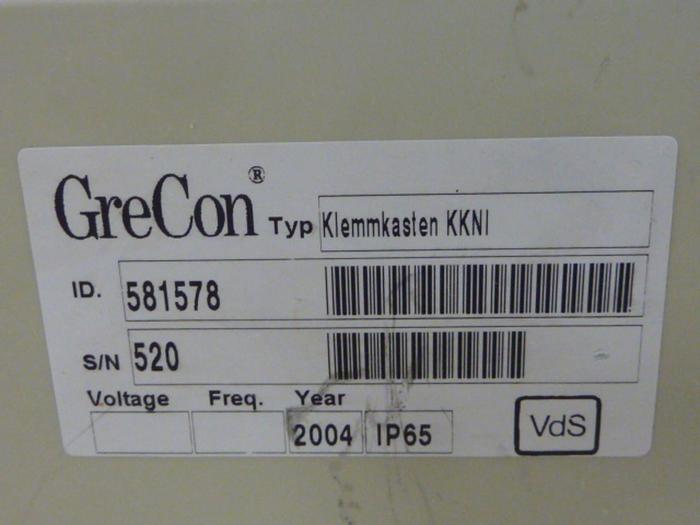 GreCon® Typ Klemmkasten KKNI
ID. 581578
S/N 520
Voltage Freq. Year
2004 IP65 VdS